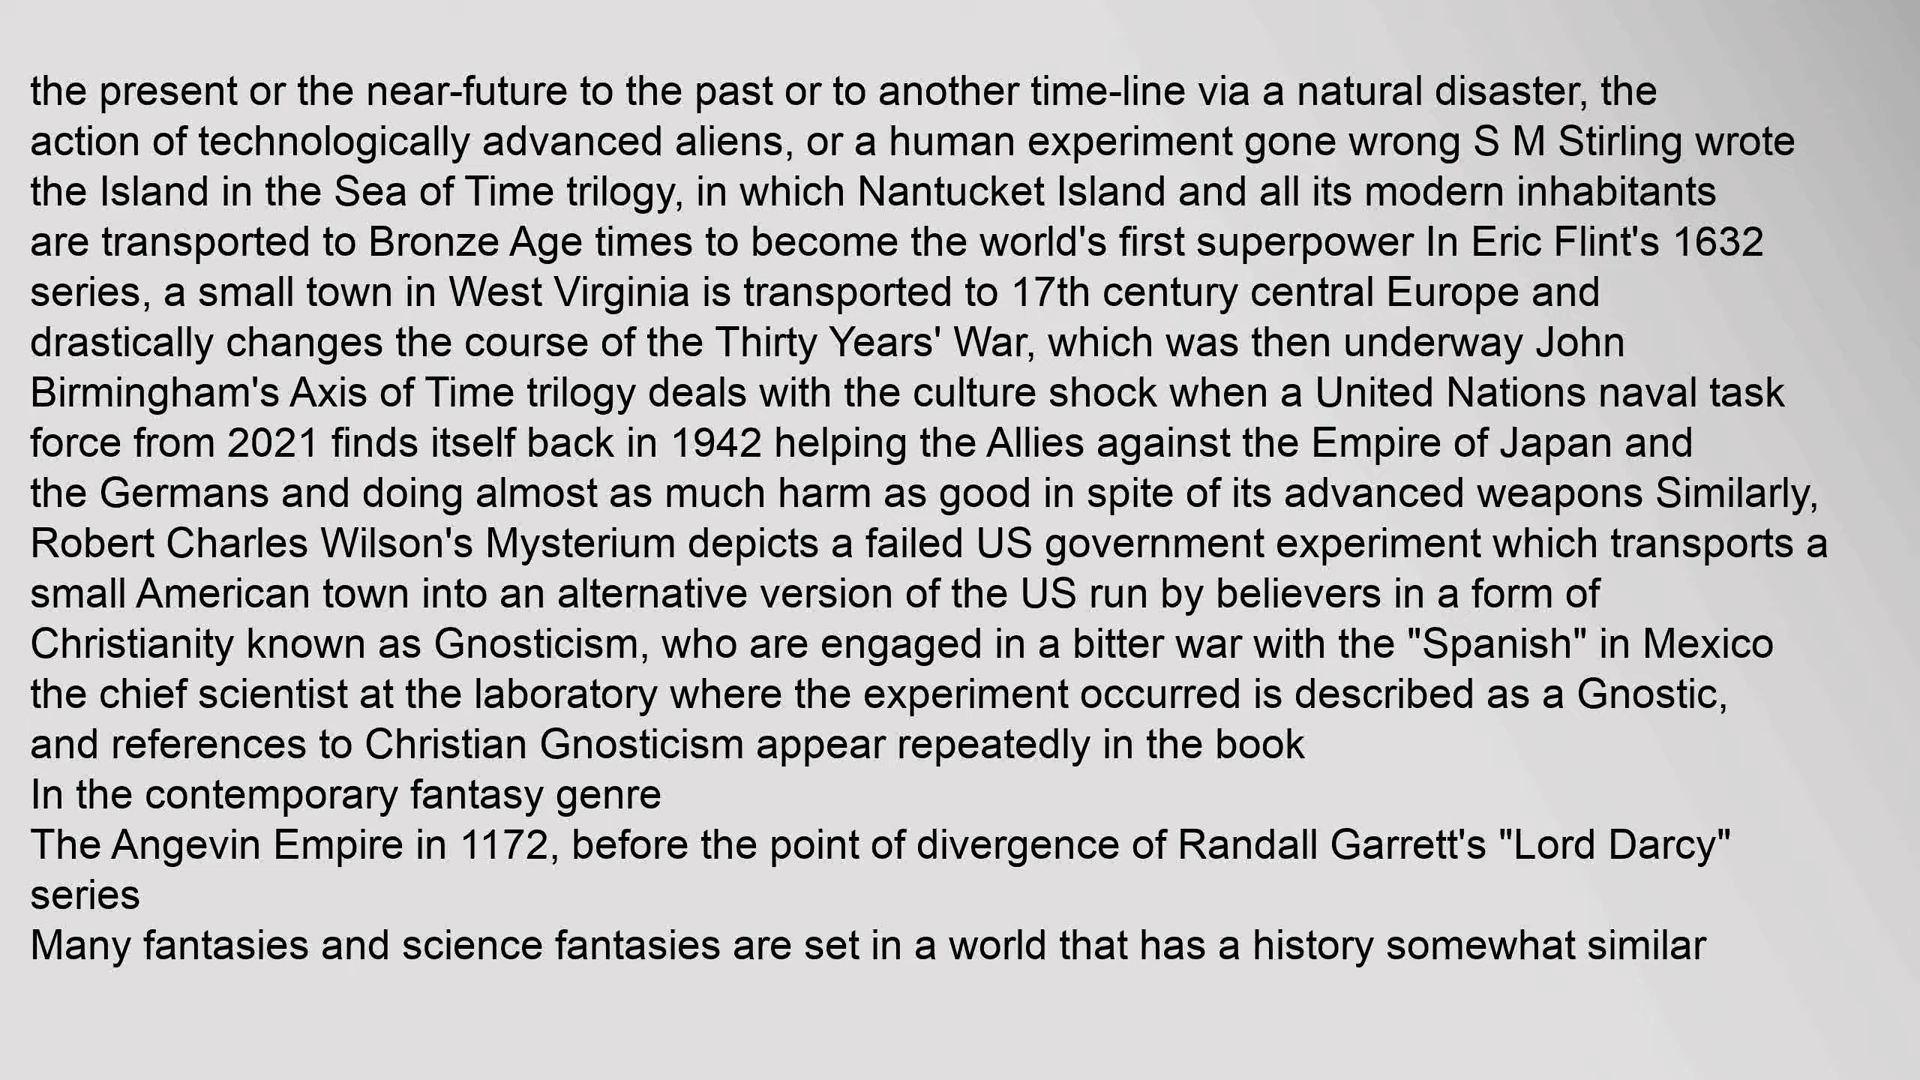 the present or the near-future to the past or to another time-line via a natural disaster, the
action of technologically advanced aliens, or a human experiment gone wrong S M Stirling wrote
the Island in the Sea of Time trilogy, in which Nantucket Island and all its modern inhabitants
are transported to Bronze Age times to become the world's first superpower In Eric Flint's 1632
series, a small town in West Virginia is transported to 17th century central Europe and
drastically changes the course of the Thirty Years' War, which was then underway John
Birmingham's Axis of Time trilogy deals with the culture shock when a United Nations naval task
force from 2021 finds itself back in 1942 helping the Allies against the Empire of Japan and
the Germans and doing almost as much harm as good in spite of its advanced weapons Similarly,
Robert Charles Wilson's Mysterium depicts a failed US government experiment which transports a
small American town into an alternative version of the US run by believers in a form of
Christianity known as Gnosticism, who are engaged in a bitter war with the "Spanish" in Mexico
the chief scientist at the laboratory where the experiment occurred is described as a Gnostic,
and references to Christian Gnosticism appear repeatedly in the book
In the contemporary fantasy genre
The Angevin Empire in 1172, before the point of divergence of Randall Garrett's "Lord Darcy"
series
Many fantasies and science fantasies are set in a world that has a history somewhat similar